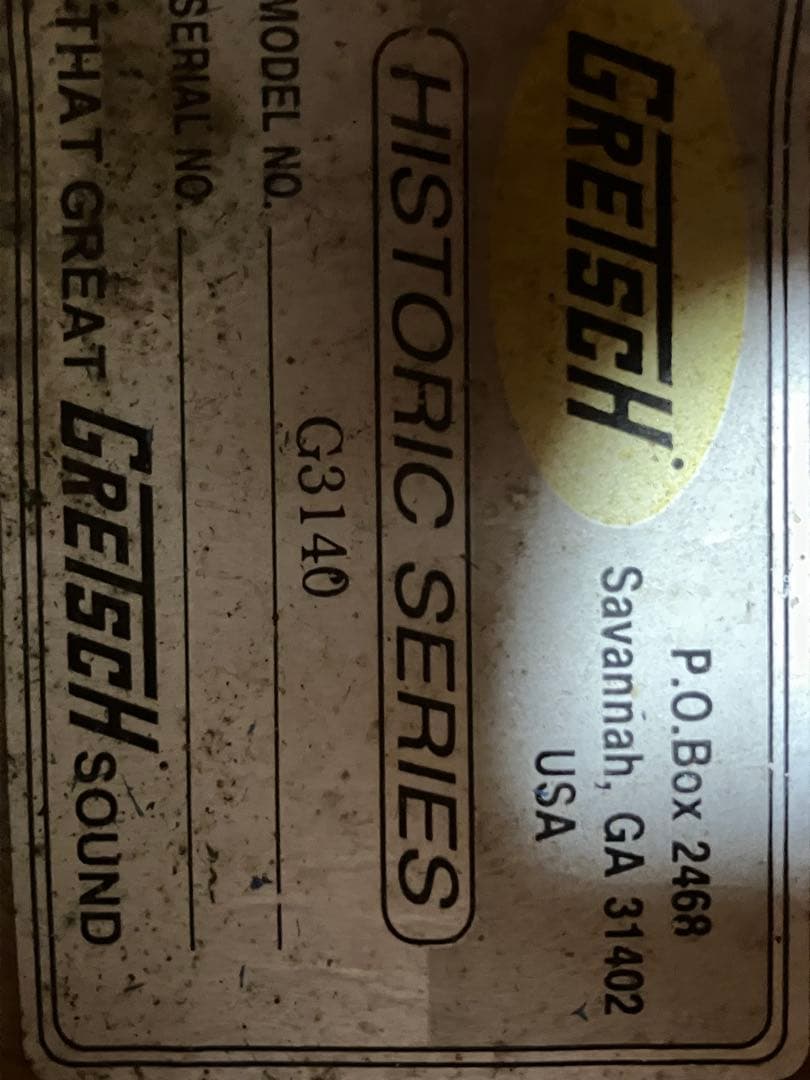 GRETSCH
P.O.Box 2468
Savannah, GA 31402
USA
HISTORIC SERIES
MODEL NO. G3140
SERIAL NO.
THAT GREAT GRETSCH SOUND